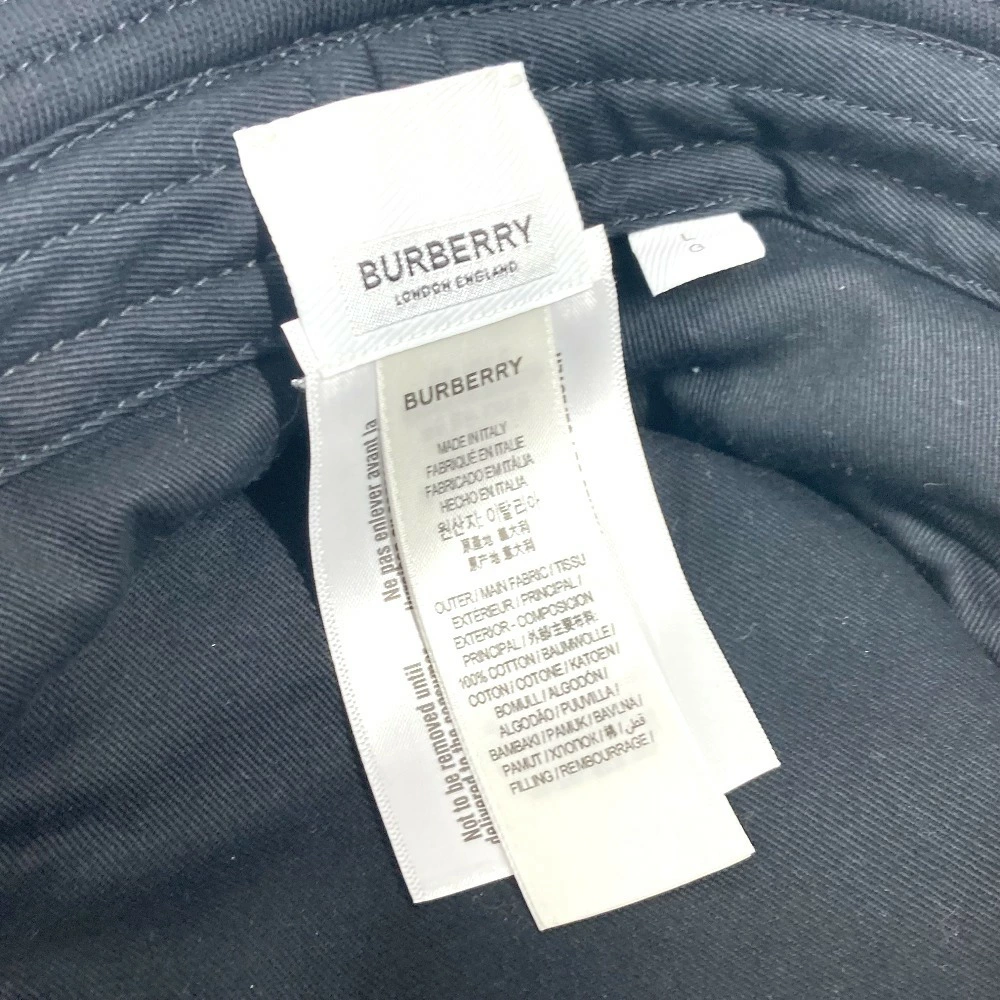 BURBERRY
LONDON ENGLAND
L
G
BURBERRY
MADE IN ITALY
FABRIQUÉ EN ITALIE
FABRICADO EM ITÁLIA
HECHO EN ITALIA
원산지: 이탈리아
原產地 意大利
原产地 意大利
OUTER / MAIN FABRIC / TISSU
EXTERIEUR / PRINCIPAL /
EXTERIOR - COMPOSICION
PRINCIPAL / 外部主要布料
100% COTTON / BAUMWOLLE /
COTON / COTONE / KATOEN /
BOMULL / ALGODÓN /
ALGODÃO / PUUVILLA /
BAMBAKI / PAMUK / BAVLNA /
PAMUT / ХЛОПОК / 棉 / قطن
FILLING / REMBOURRAGE /
Ne pas enlever avant la
Not to be removed until
delivered to the